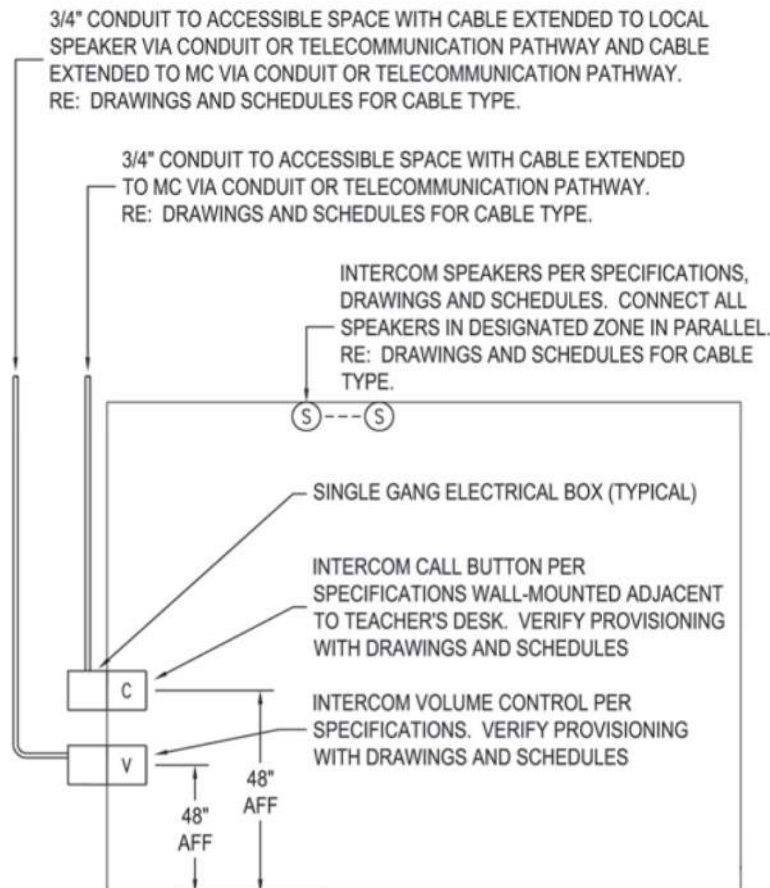 3/4" CONDUIT TO ACCESSIBLE SPACE WITH CABLE EXTENDED TO LOCAL
SPEAKER VIA CONDUIT OR TELECOMMUNICATION PATHWAY AND CABLE
EXTENDED TO MC VIA CONDUIT OR TELECOMMUNICATION PATHWAY.
RE: DRAWINGS AND SCHEDULES FOR CABLE TYPE.
3/4" CONDUIT TO ACCESSIBLE SPACE WITH CABLE EXTENDED
TO MC VIA CONDUIT OR TELECOMMUNICATION PATHWAY.
RE: DRAWINGS AND SCHEDULES FOR CABLE TYPE.
INTERCOM SPEAKERS PER SPECIFICATIONS,
DRAWINGS AND SCHEDULES. CONNECT ALL
SPEAKERS IN DESIGNATED ZONE IN PARALLEL.
RE: DRAWINGS AND SCHEDULES FOR CABLE
TYPE.
S S
SINGLE GANG ELECTRICAL BOX (TYPICAL)
INTERCOM CALL BUTTON PER
SPECIFICATIONS WALL-MOUNTED ADJACENT
TO TEACHER'S DESK. VERIFY PROVISIONING
WITH DRAWINGS AND SCHEDULES
C
INTERCOM VOLUME CONTROL PER
SPECIFICATIONS. VERIFY PROVISIONING
WITH DRAWINGS AND SCHEDULES
V
48"
AFF
48"
AFF